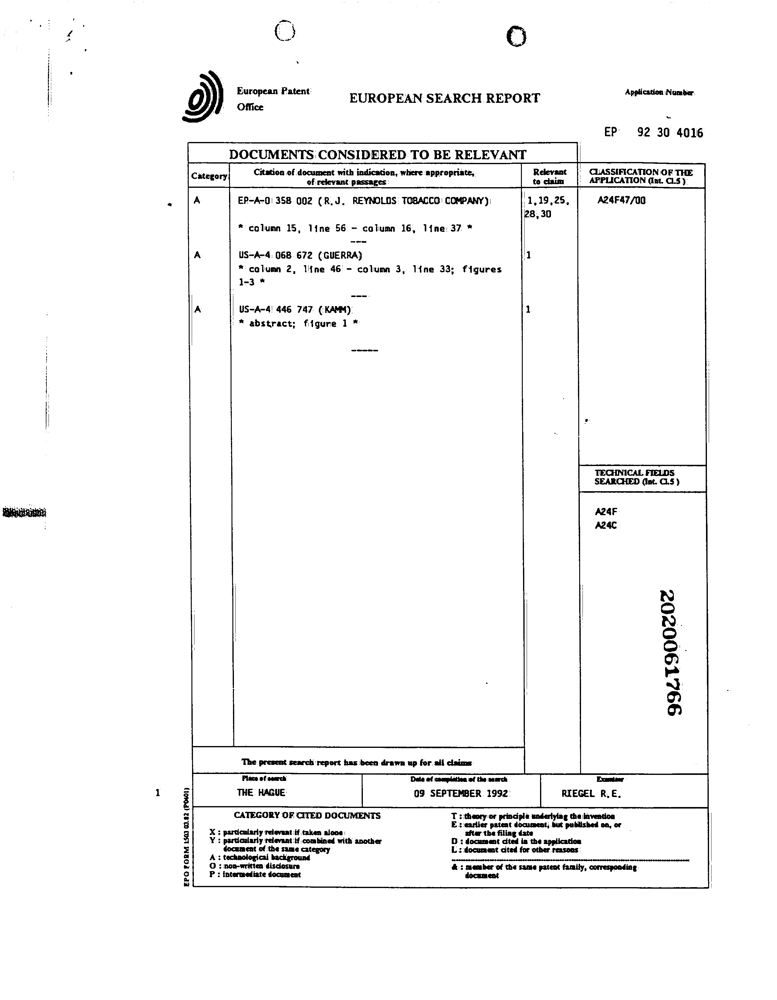 European Patent
Office
EUROPEAN SEARCH REPORT
Application Number
EP 92 30 4016
DOCUMENTS CONSIDERED TO BE RELEVANT
Category
Citation of document with indication, where appropriate,
of relevant passages
Relevant
to claim
CLASSIFICATION OF THE
APPLICATION (Int. Cl.5)
A
EP-A-0 358 002 (R.J. REYNOLDS TOBACCO COMPANY)
1,19,25,
28,30
A24F47/00
* column 15, line 56 - column 16, line 37 *
---
A
US-A-4 068 672 (GUERRA)
1
* column 2, line 46 - column 3, line 33; figures
1-3 *
---
A
US-A-4 446 747 (KAMM)
1
* abstract; figure 1 *
-----
TECHNICAL FIELDS
SEARCHED (Int. Cl.5)
A24F
A24C
2020061766
The present search report has been drawn up for all claims
Place of search
THE HAGUE
Date of completion of the search
09 SEPTEMBER 1992
Examiner
RIEGEL R.E.
1
EPO FORM 1503 03.82 (P0401)
CATEGORY OF CITED DOCUMENTS
X : particularly relevant if taken alone
Y : particularly relevant if combined with another
document of the same category
A : technological background
O : non-written disclosure
P : intermediate document
T : theory or principle underlying the invention
E : earlier patent document, but published on, or
after the filing date
D : document cited in the application
L : document cited for other reasons
& : member of the same patent family, corresponding
document